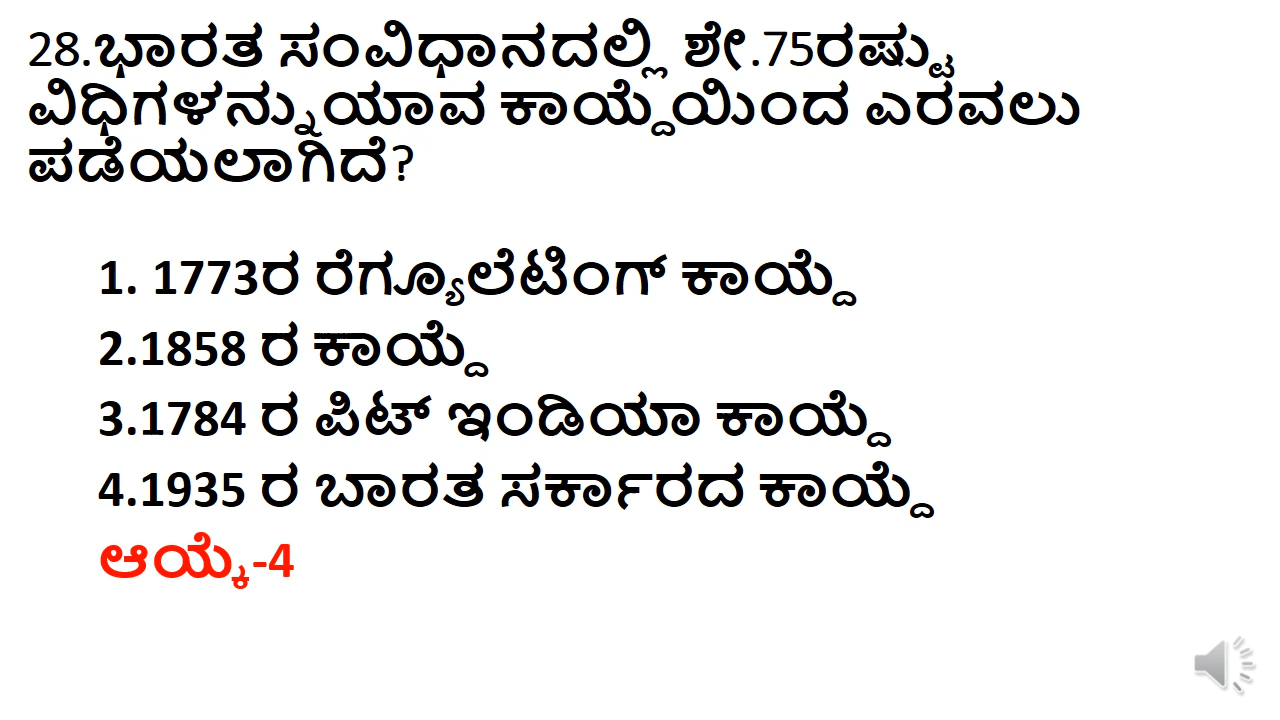 28.ಭಾರತ ಸಂವಿಧಾನದಲ್ಲಿ ಶೇ.75ರಷ್ಟು
ವಿಧಿಗಳನ್ನುಯಾವ ಕಾಯ್ದೆಯಿಂದ ಎರವಲು
ಪಡೆಯಲಾಗಿದೆ?
1. 1773ರ ರೆಗ್ಯೂಲೆಟಿಂಗ್ ಕಾಯ್ದೆ
2.1858 ರ ಕಾಯ್ದೆ
3.1784 ರ ಪಿಟ್ ಇಂಡಿಯಾ ಕಾಯ್ದೆ
4.1935 ರ ಬಾರತ ಸರ್ಕಾರದ ಕಾಯ್ದೆ
ಆಯ್ಕೆ-4